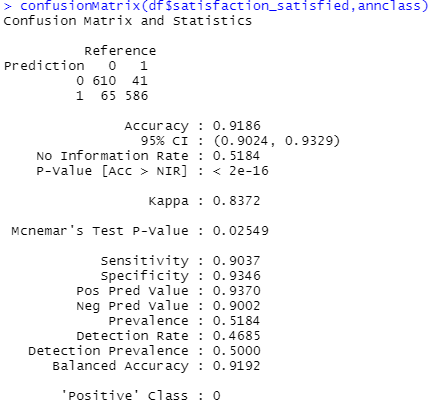 > confusionMatrix(df$satisfaction_satisfied,annclass)
Confusion Matrix and Statistics
Reference
Prediction 0 1
0 610 41
1 65 586
Accuracy : 0.9186
95% CI : (0.9024, 0.9329)
No Information Rate : 0.5184
P-Value [Acc > NIR] : < 2e-16
Kappa : 0.8372
Mcnemar's Test P-Value : 0.02549
Sensitivity : 0.9037
Specificity : 0.9346
Pos Pred Value : 0.9370
Neg Pred Value : 0.9002
Prevalence : 0.5184
Detection Rate : 0.4685
Detection Prevalence : 0.5000
Balanced Accuracy : 0.9192
'Positive' Class : 0